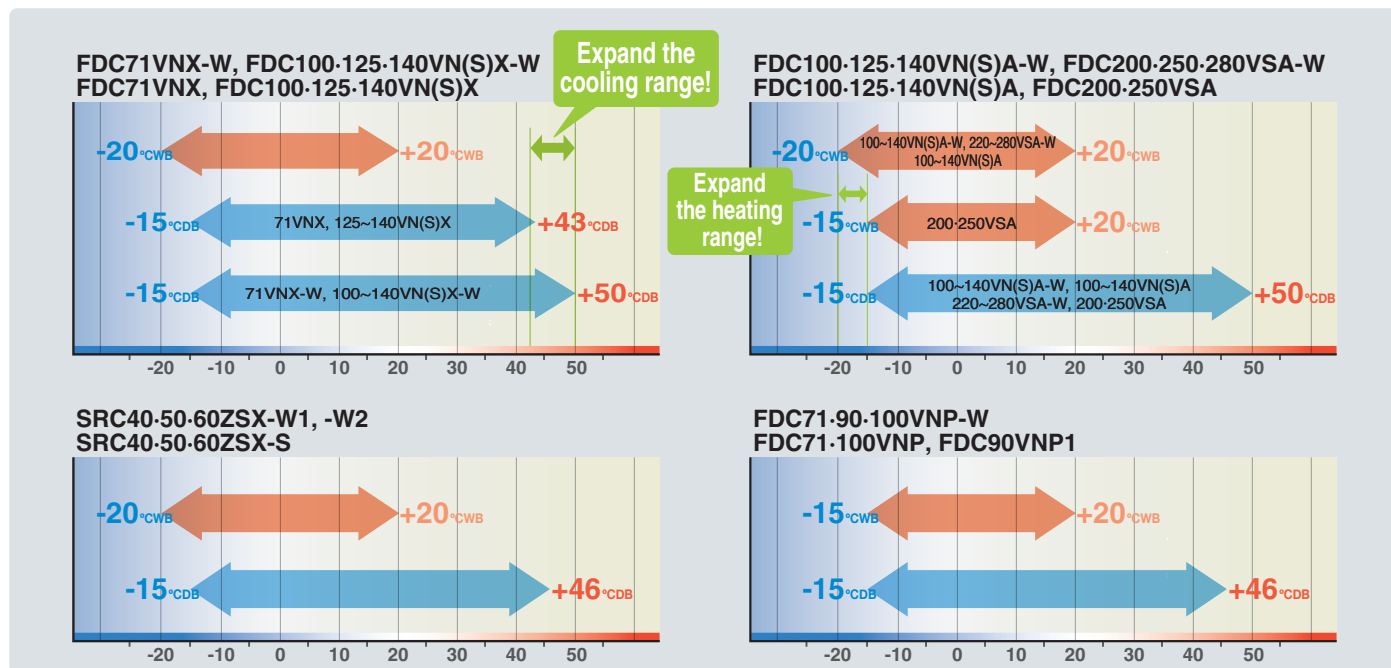 FDC71VNX-W, FDC100·125·140VN(S)X-W
FDC71VNX, FDC100·125·140VN(S)X
Expand the
cooling range!
-20°CWB
+20°CWB
-15°CDB
71VNX, 125~140VN(S)X
+43°CDB
-15°CDB
71VNX-W, 100~140VN(S)X-W
+50°CDB
-20 -10 0 10 20 30 40 50
FDC100·125·140VN(S)A-W, FDC200·250·280VSA-W
FDC100·125·140VN(S)A, FDC200·250VSA
-20°CWB
100~140VN(S)A-W, 220~280VSA-W
100~140VN(S)A
+20°CWB
Expand
the heating
range!
-15°CWB
200·250VSA
+20°CWB
-15°CDB
100~140VN(S)A-W, 100~140VN(S)A
220~280VSA-W, 200·250VSA
+50°CDB
-20 -10 0 10 20 30 40 50
SRC40·50·60ZSX-W1, -W2
SRC40·50·60ZSX-S
-20°CWB
+20°CWB
-15°CDB
+46°CDB
-20 -10 0 10 20 30 40 50
FDC71·90·100VNP-W
FDC71·100VNP, FDC90VNP1
-15°CWB
+20°CWB
-15°CDB
+46°CDB
-20 -10 0 10 20 30 40 50